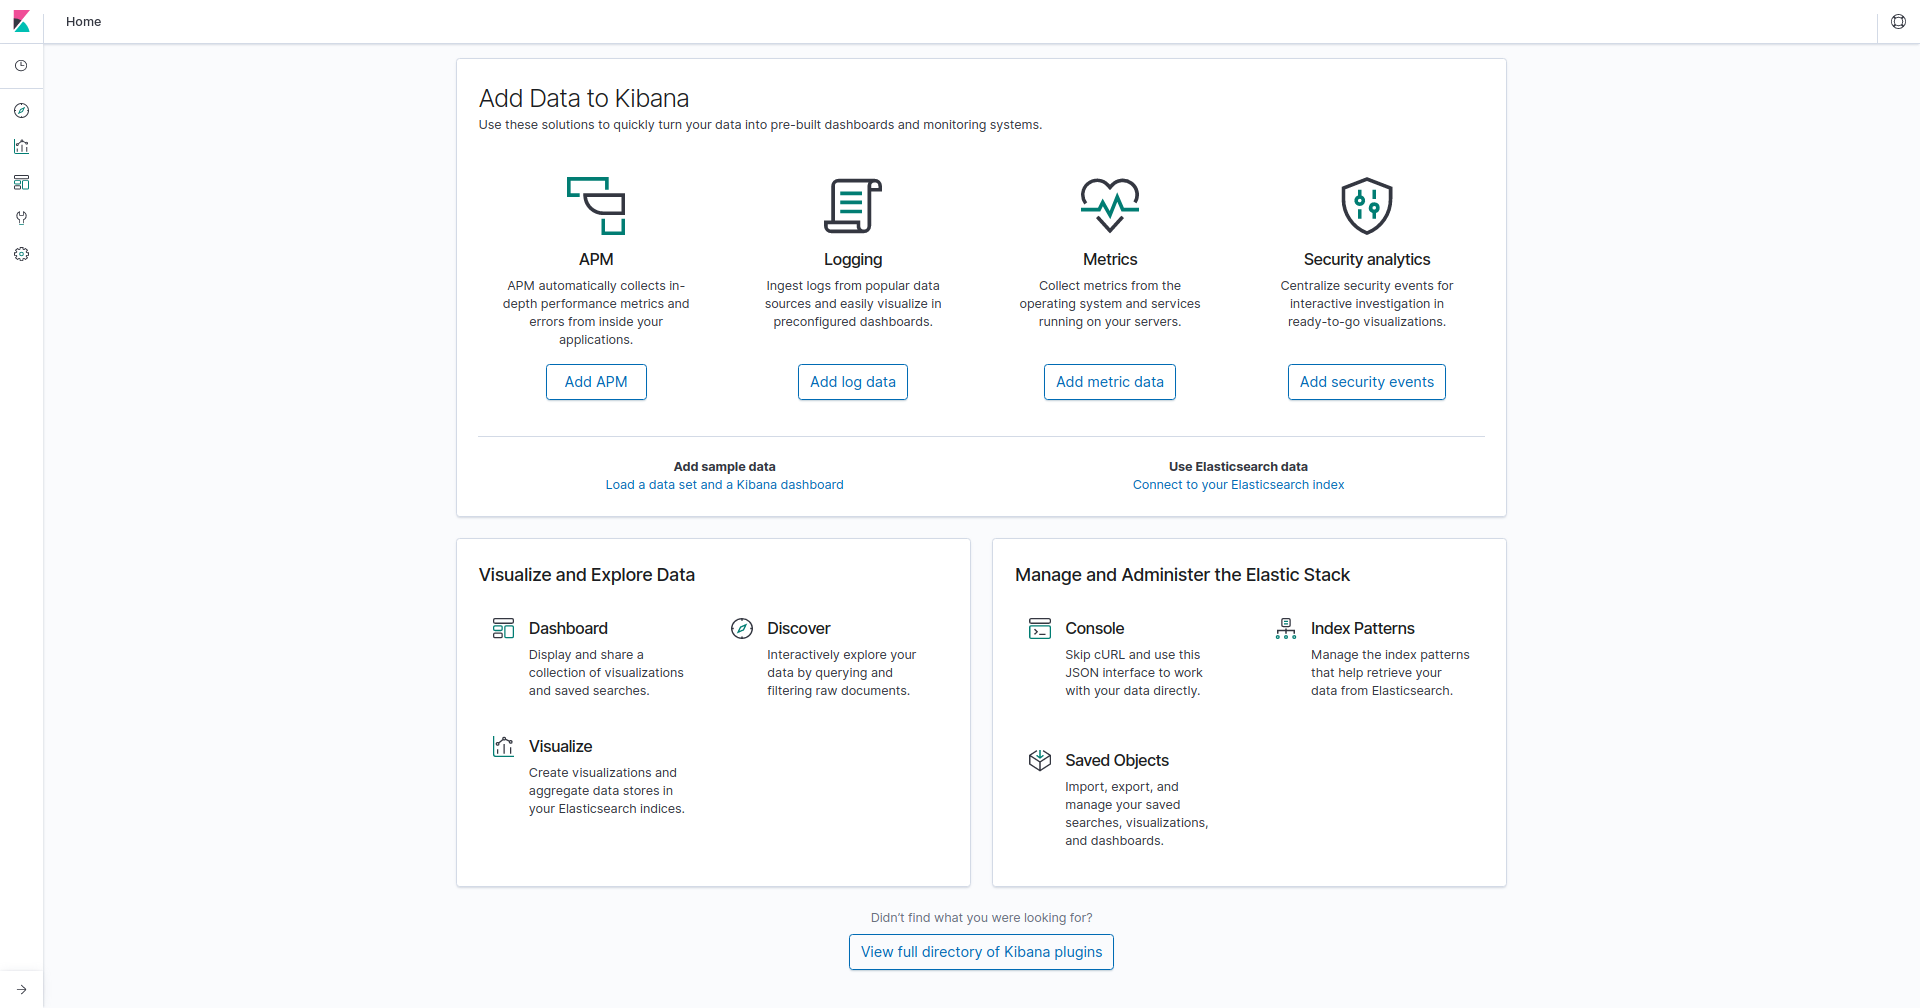 Home
Add Data to Kibana
Use these solutions to quickly turn your data into pre-built dashboards and monitoring systems.
APM
APM automatically collects in-
depth performance metrics and
errors from inside your
applications.
Add APM
Logging
Ingest logs from popular data
sources and easily visualize in
preconfigured dashboards.
Add log data
Metrics
Collect metrics from the
operating system and services
running on your servers.
Add metric data
Security analytics
Centralize security events for
interactive investigation in
ready-to-go visualizations.
Add security events
Add sample data
Load a data set and a Kibana dashboard
Use Elasticsearch data
Connect to your Elasticsearch index
Visualize and Explore Data
Dashboard
Display and share a
collection of visualizations
and saved searches.
Discover
Interactively explore your
data by querying and
filtering raw documents.
Visualize
Create visualizations and
aggregate data stores in
your Elasticsearch indices.
Manage and Administer the Elastic Stack
Console
Skip cURL and use this
JSON interface to work
with your data directly.
Index Patterns
Manage the index patterns
that help retrieve your
data from Elasticsearch.
Saved Objects
Import, export, and
manage your saved
searches, visualizations,
and dashboards.
Didn't find what you were looking for?
View full directory of Kibana plugins